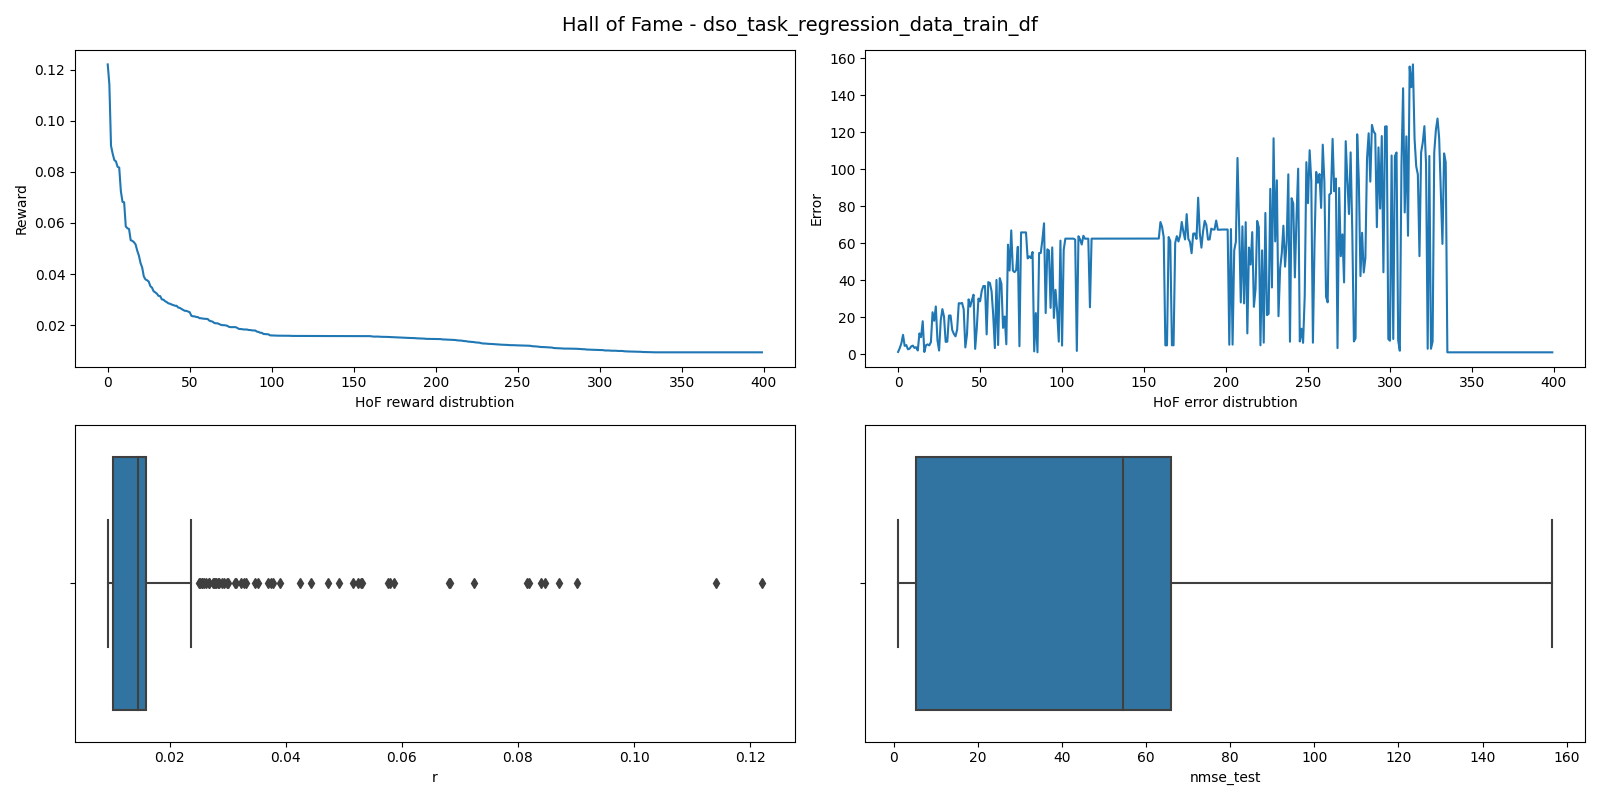 Hall of Fame - dso_task_regression_data_train_df
Reward
0.12
0.10
0.08
0.06
0.04
0.02
0 50 100 150 200 250 300 350 400
HoF reward distrubtion
Error
160
140
120
100
80
60
40
20
0
0 50 100 150 200 250 300 350 400
HoF error distrubtion
0.02 0.04 0.06 0.08 0.10 0.12
r
0 20 40 60 80 100 120 140 160
nmse_test